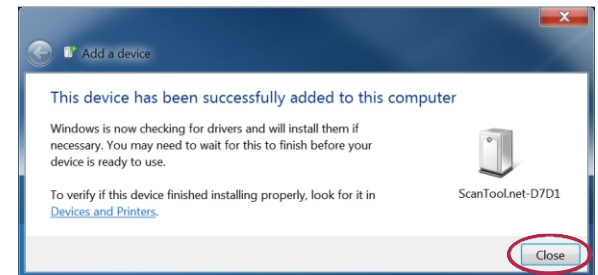 Add a device
This device has been successfully added to this computer
Windows is now checking for drivers and will install them if
necessary. You may need to wait for this to finish before your
device is ready to use.
To verify if this device finished installing properly, look for it in
Devices and Printers.
ScanTool.net-D7D1
Close